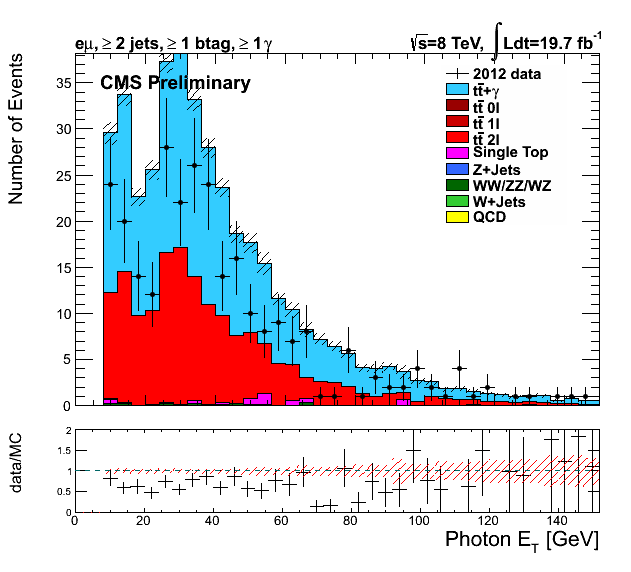 eμ, ≥ 2 jets, ≥ 1 btag, ≥ 1 γ
√s=8 TeV, ∫ Ldt=19.7 fb⁻¹
CMS Preliminary
2012 data
tt̄+γ
tt̄ 0l
tt̄ 1l
tt̄ 2l
Single Top
Z+Jets
WW/ZZ/WZ
W+Jets
QCD
Number of Events
35
30
25
20
15
10
5
0
data/MC
2
1.5
1
0.5
0
0 20 40 60 80 100 120 140
Photon E_T [GeV]